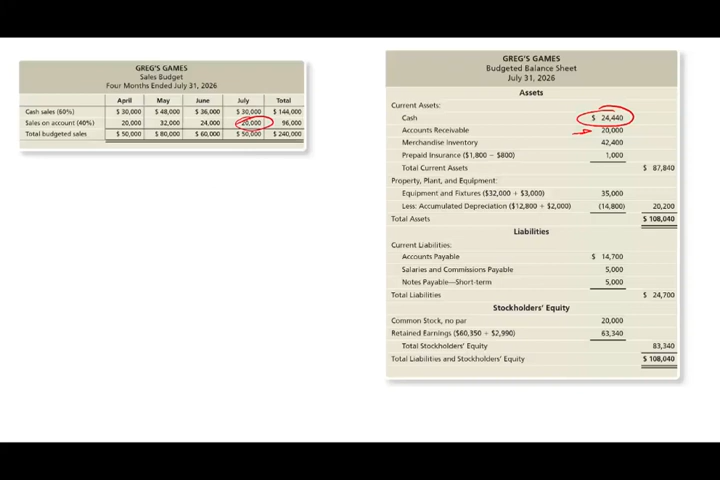 GREG'S GAMES
Sales Budget
Four Months Ended July 31, 2026
April May June July Total
Cash sales (60%) $ 30,000 $ 48,000 $ 36,000 $ 30,000 $ 144,000
Sales on account (40%) 20,000 32,000 24,000 20,000 96,000
Total budgeted sales $ 50,000 $ 80,000 $ 60,000 $ 50,000 $ 240,000
GREG'S GAMES
Budgeted Balance Sheet
July 31, 2026
Assets
Current Assets:
Cash $ 24,440
Accounts Receivable 20,000
Merchandise Inventory 42,400
Prepaid Insurance ($1,800 − $800) 1,000
Total Current Assets $ 87,840
Property, Plant, and Equipment:
Equipment and Fixtures ($32,000 + $3,000) 35,000
Less: Accumulated Depreciation ($12,800 + $2,000) (14,800) 20,200
Total Assets $ 108,040
Liabilities
Current Liabilities:
Accounts Payable $ 14,700
Salaries and Commissions Payable 5,000
Notes Payable—Short-term 5,000
Total Liabilities $ 24,700
Stockholders' Equity
Common Stock, no par 20,000
Retained Earnings ($60,350 + $2,990) 63,340
Total Stockholders' Equity 83,340
Total Liabilities and Stockholders' Equity $ 108,040